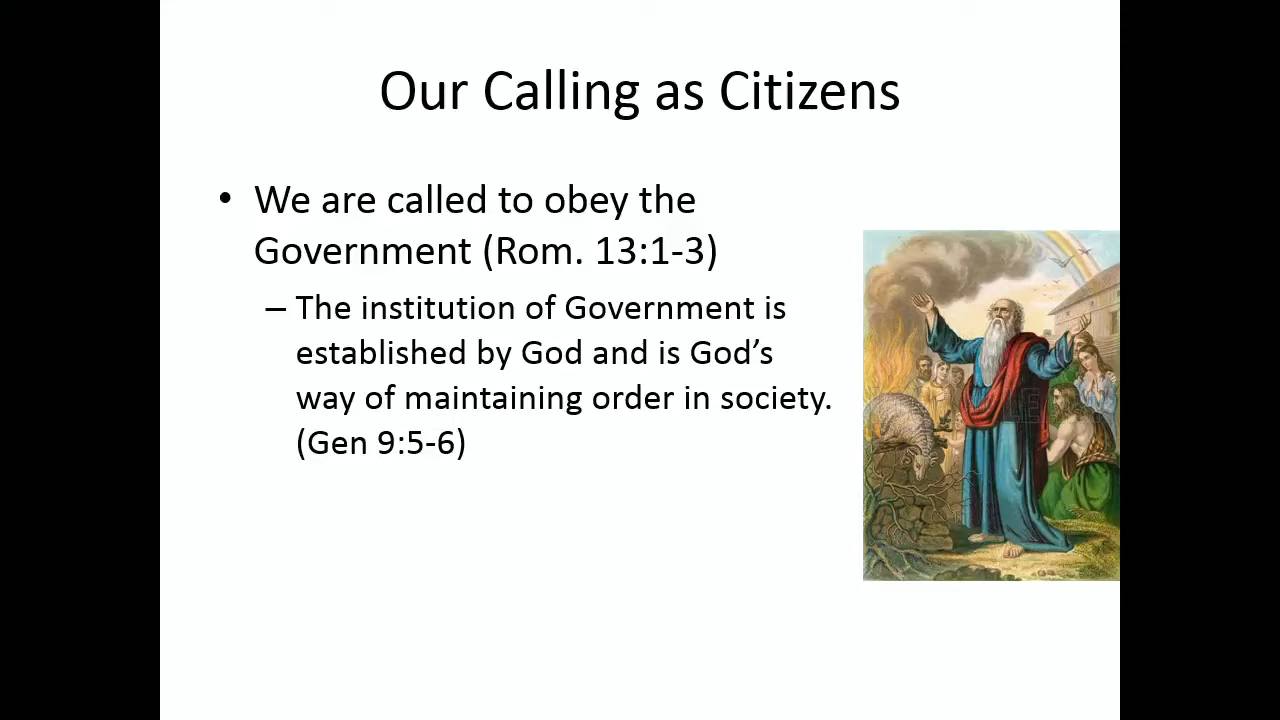 Our Calling as Citizens
• We are called to obey the
Government (Rom. 13:1-3)
– The institution of Government is
established by God and is God’s
way of maintaining order in society.
(Gen 9:5-6)